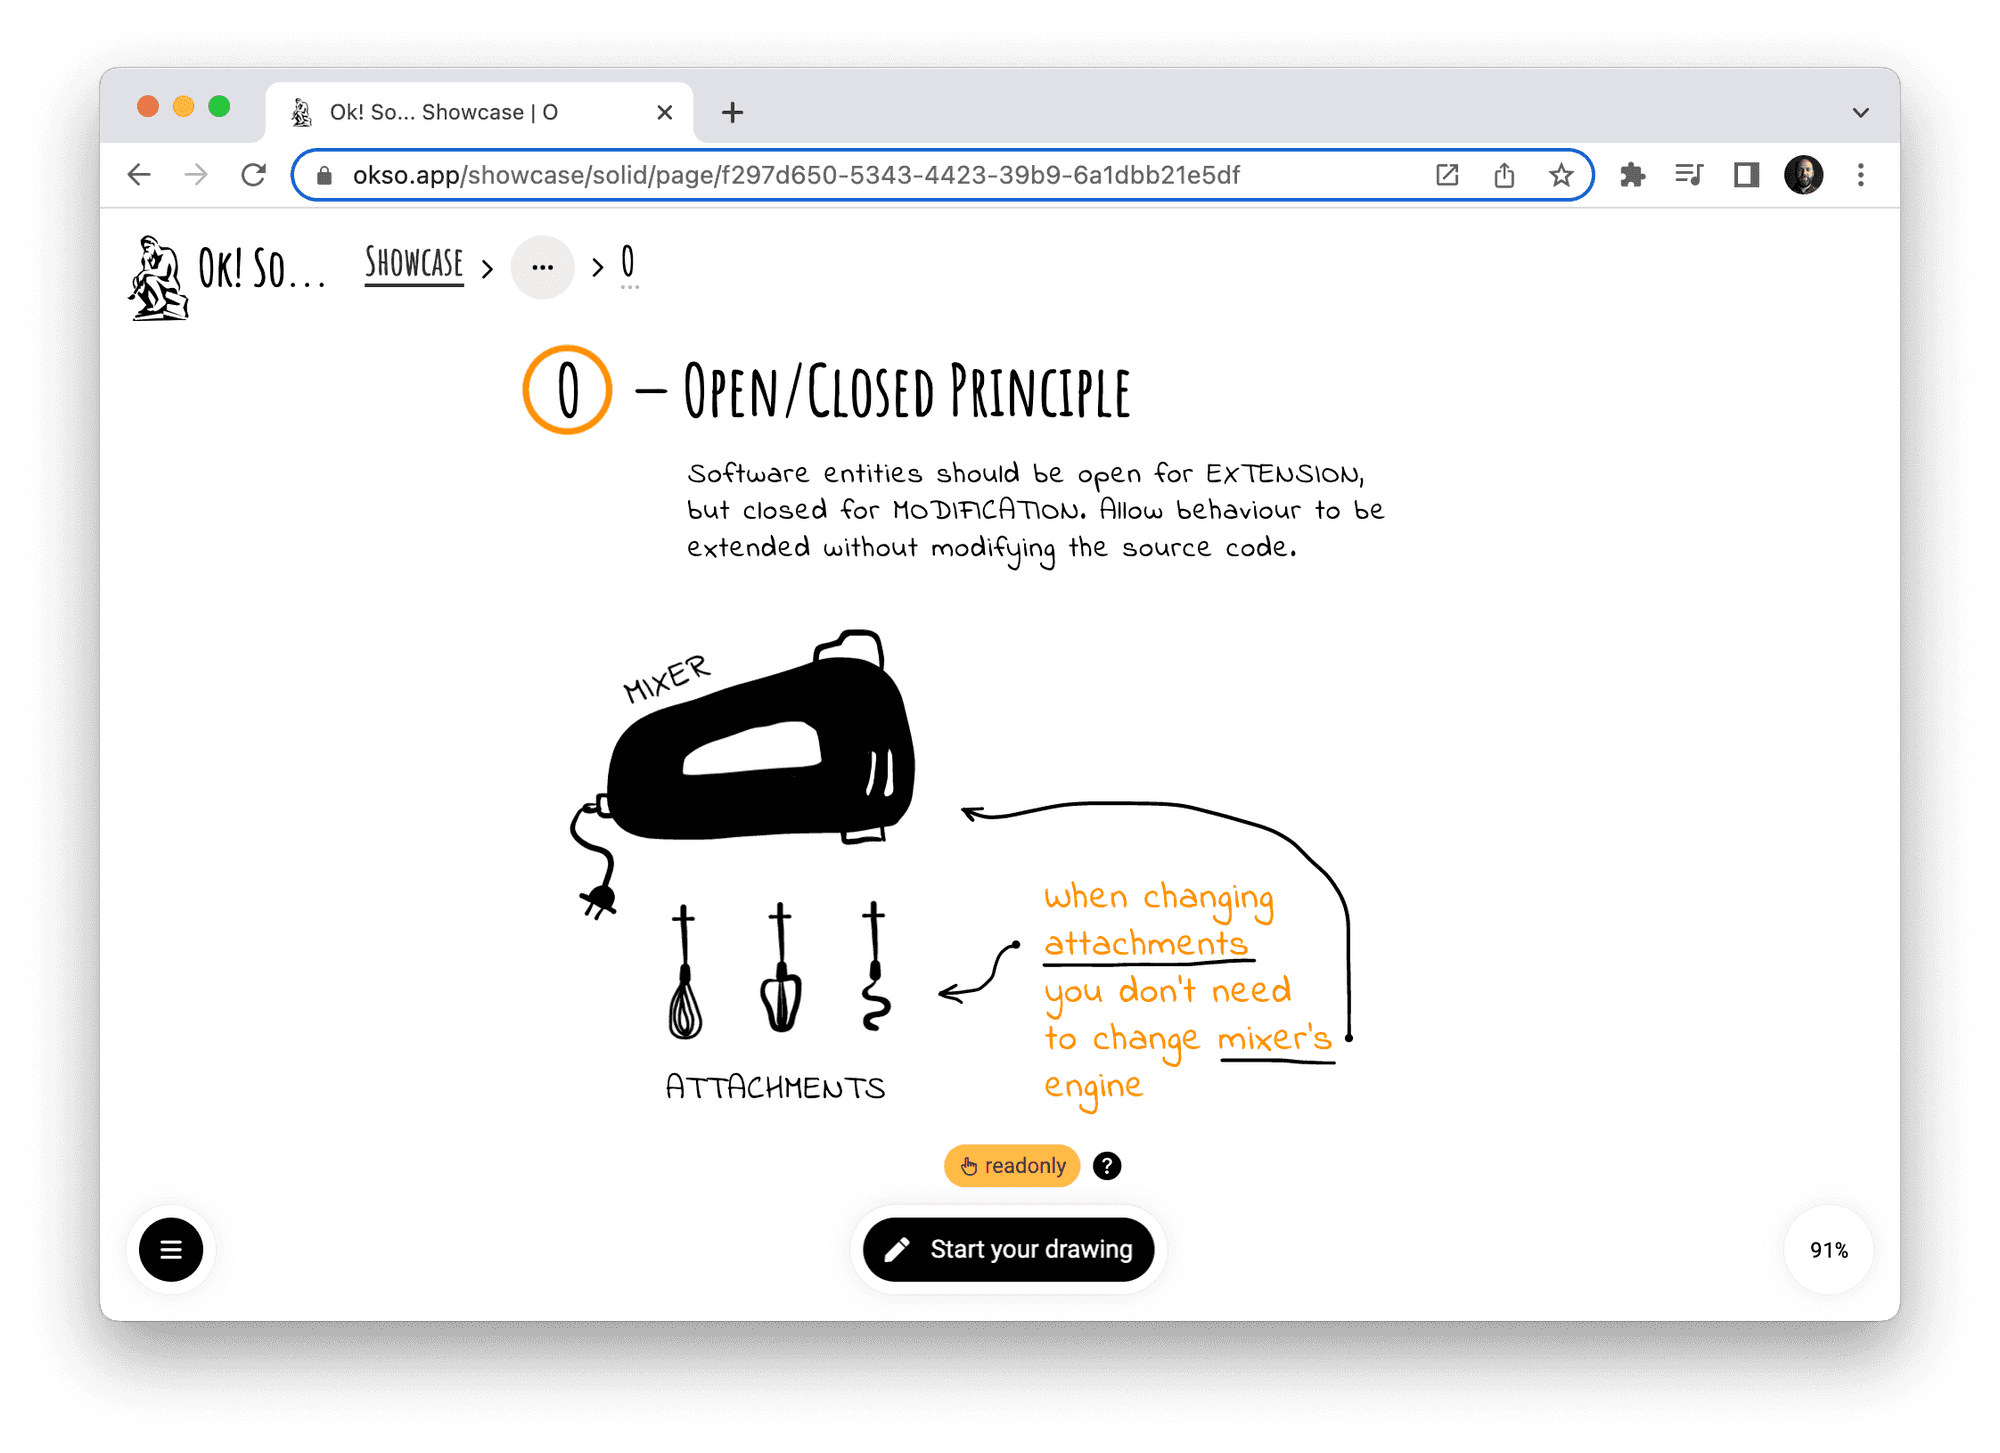 Ok! So... Showcase | O
okso.app/showcase/solid/page/f297d650-5343-4423-39b9-6a1dbb21e5df
OK! SO...
SHOWCASE > ... > O
O – OPEN/CLOSED PRINCIPLE
Software entities should be open for EXTENSION,
but closed for MODIFICATION. Allow behaviour to be
extended without modifying the source code.
MIXER
when changing
attachments
you don't need
to change mixer's
engine
ATTACHMENTS
readonly ?
Start your drawing
91%